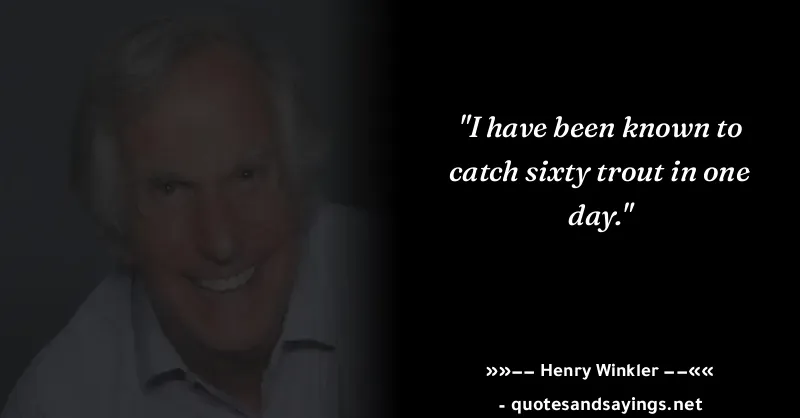 "I have been known to
catch sixty trout in one
day."
»»–– Henry Winkler ––««
- quotesandsayings.net